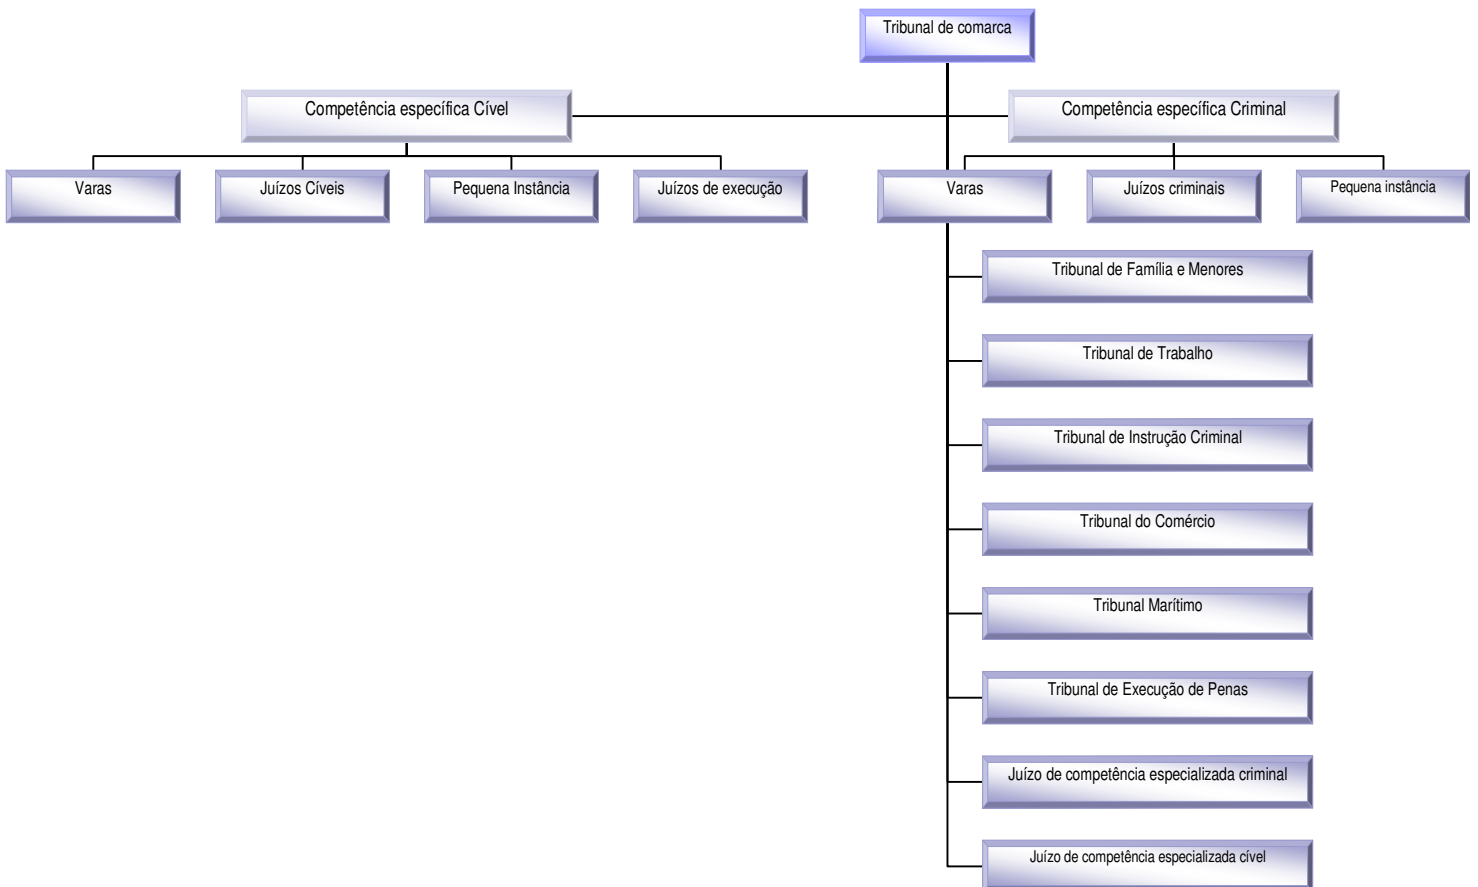 Tribunal de comarca
Competência específica Cível
Competência específica Criminal
Varas
Juízos Cíveis
Pequena Instância
Juízos de execução
Varas
Juízos criminais
Pequena instância
Tribunal de Família e Menores
Tribunal de Trabalho
Tribunal de Instrução Criminal
Tribunal do Comércio
Tribunal Marítimo
Tribunal de Execução de Penas
Juízo de competência especializada criminal
Juízo de competência especializada cível